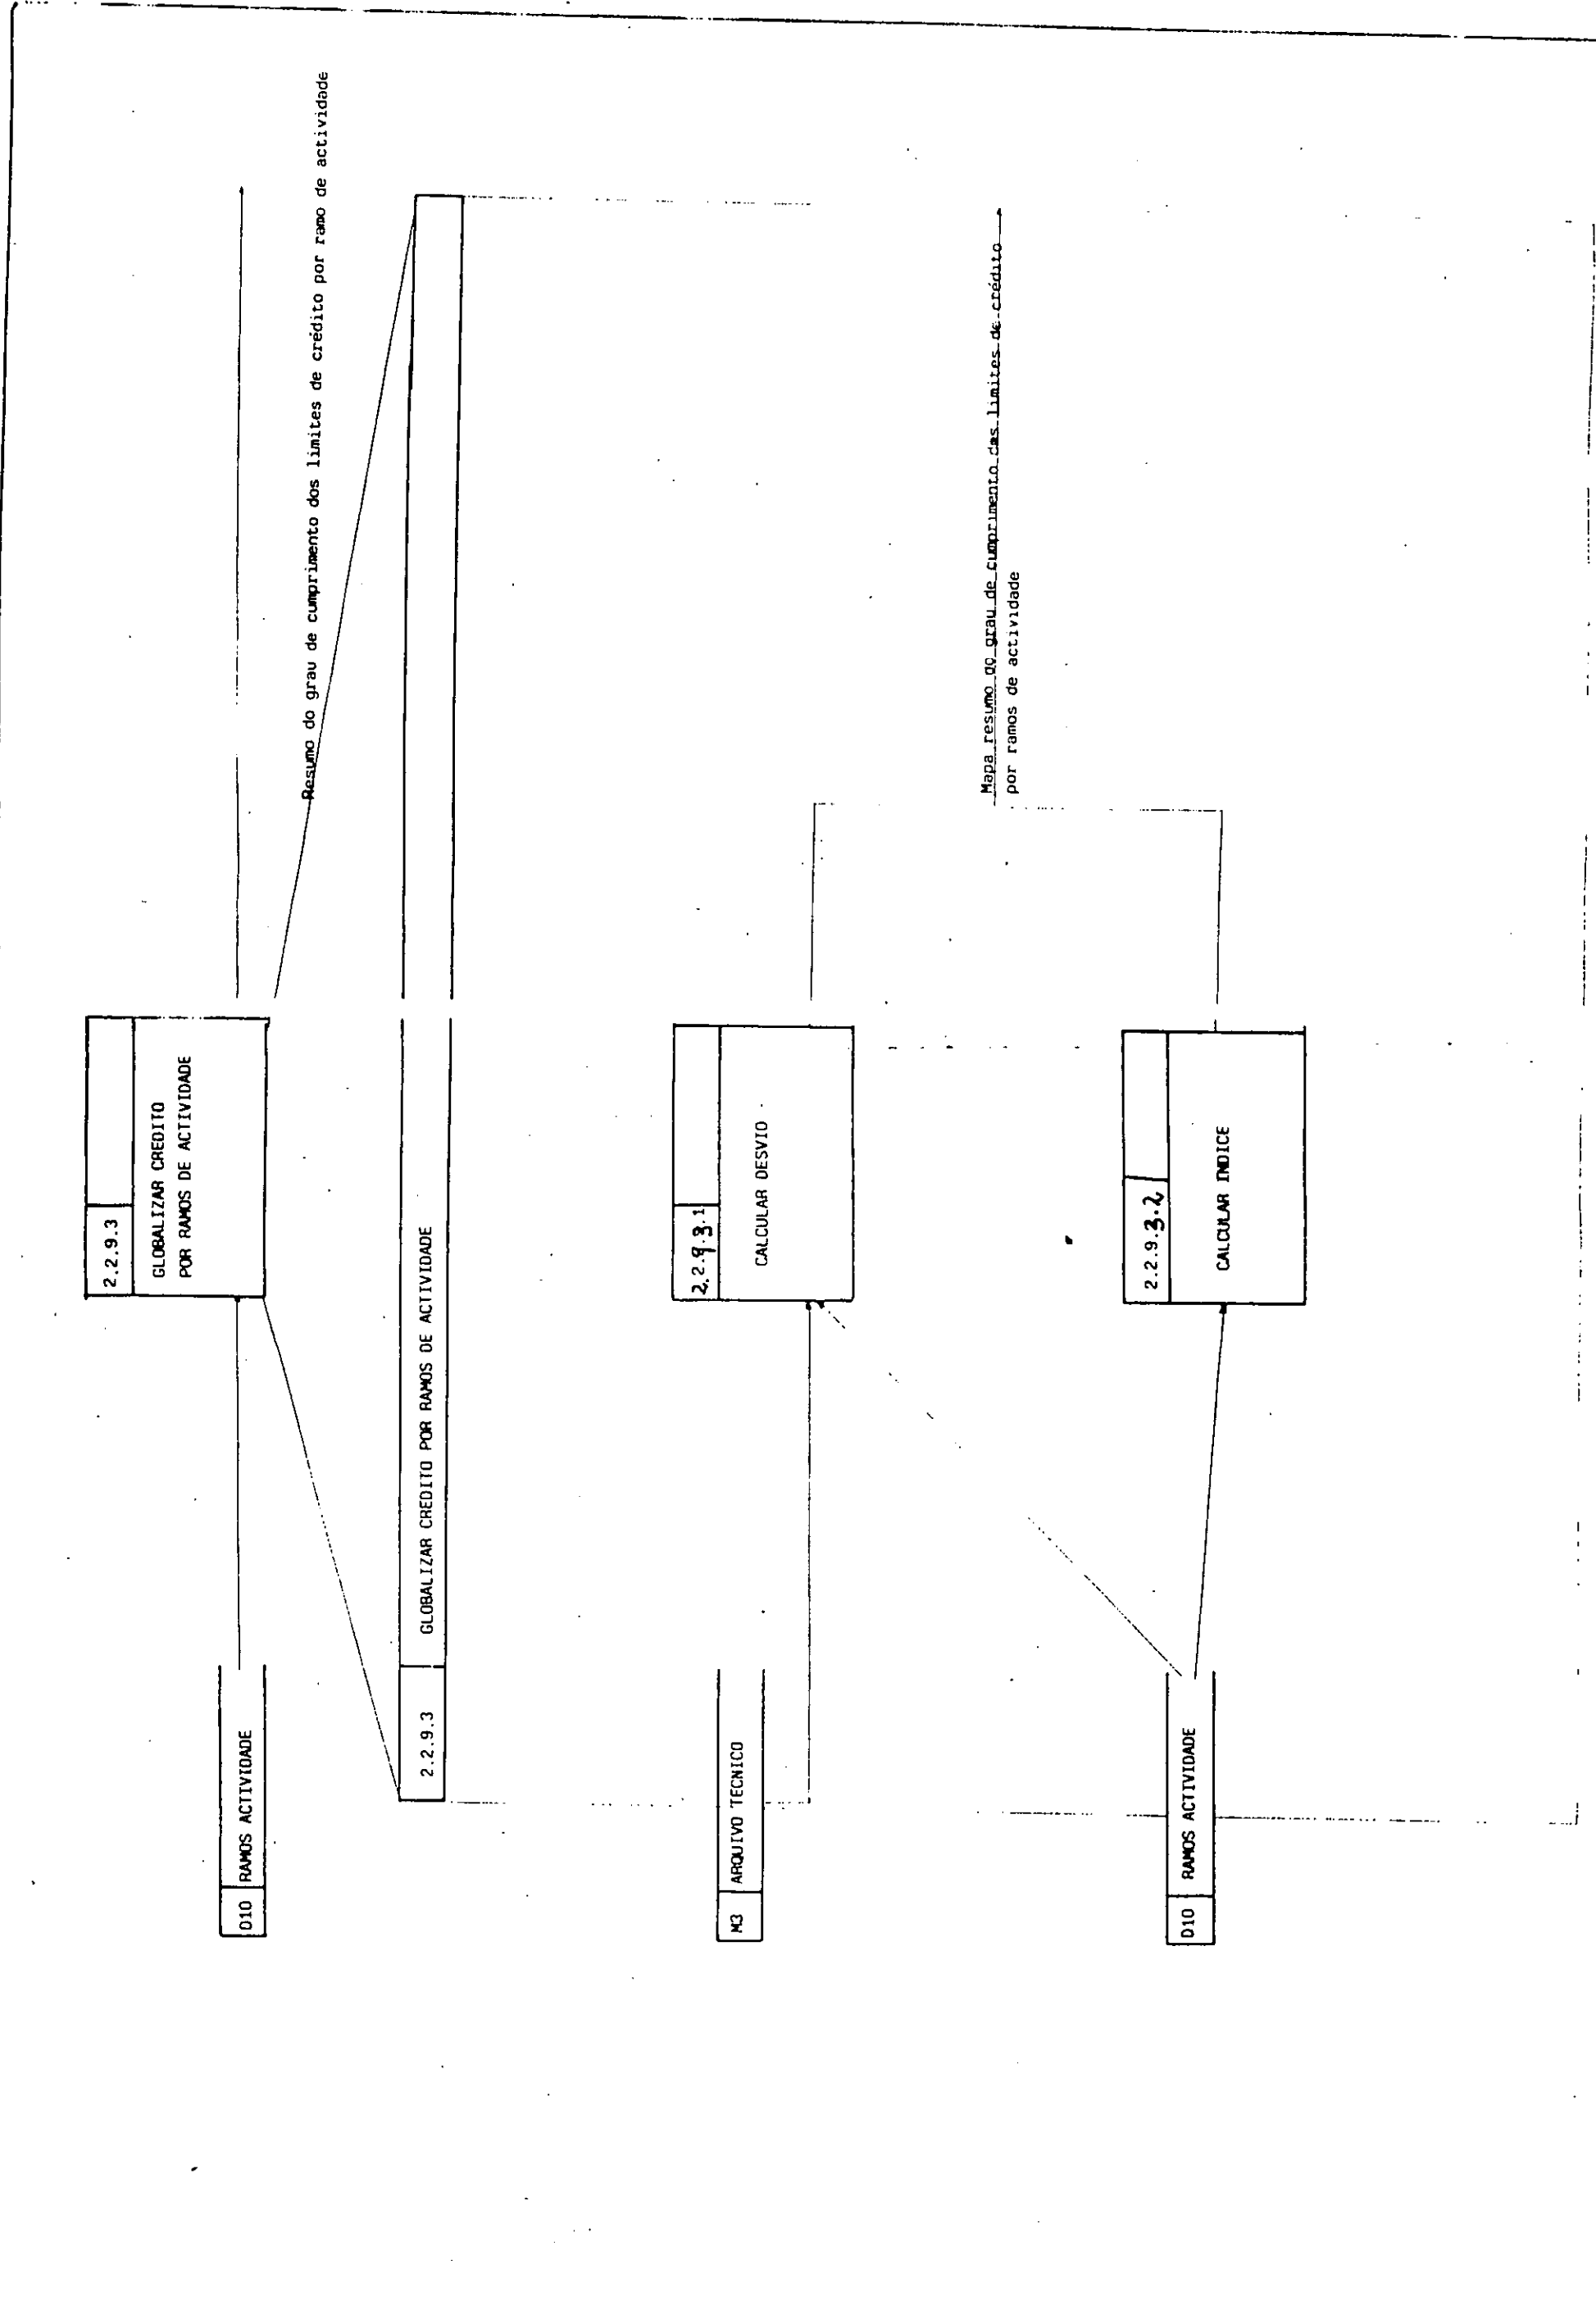 2.2.9.3
GLOBALIZAR CREDITO
POR RAMOS DE ACTIVIDADE
D10 RAMOS ACTIVIDADE
Resumo do grau de cumprimento dos limites de crédito por ramo de actividade
2.2.9.3 GLOBALIZAR CREDITO POR RAMOS DE ACTIVIDADE
2.2.9.3.1
M3 ARQUIVO TECNICO
CALCULAR DESVIO
Mapa resumo do grau de cumprimento dos limites de crédito
por ramos de actividade
2.2.9.3.2
D10 RAMOS ACTIVIDADE
CALCULAR INDICE